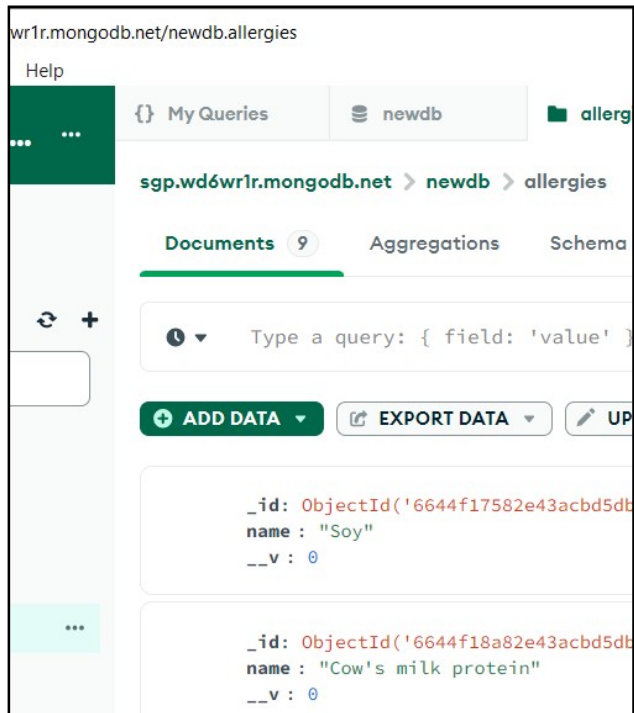 wr1r.mongodb.net/newdb.allergies
Help
{} My Queries
newdb
allerg
sgp.wd6wr1r.mongodb.net > newdb > allergies
Documents 9
Aggregations
Schema
Type a query: { field: 'value' }
ADD DATA
EXPORT DATA
UP
_id: ObjectId('6644f17582e43acbd5db
name : "Soy"
__v : 0
_id: ObjectId('6644f18a82e43acbd5db
name : "Cow's milk protein"
__v : 0